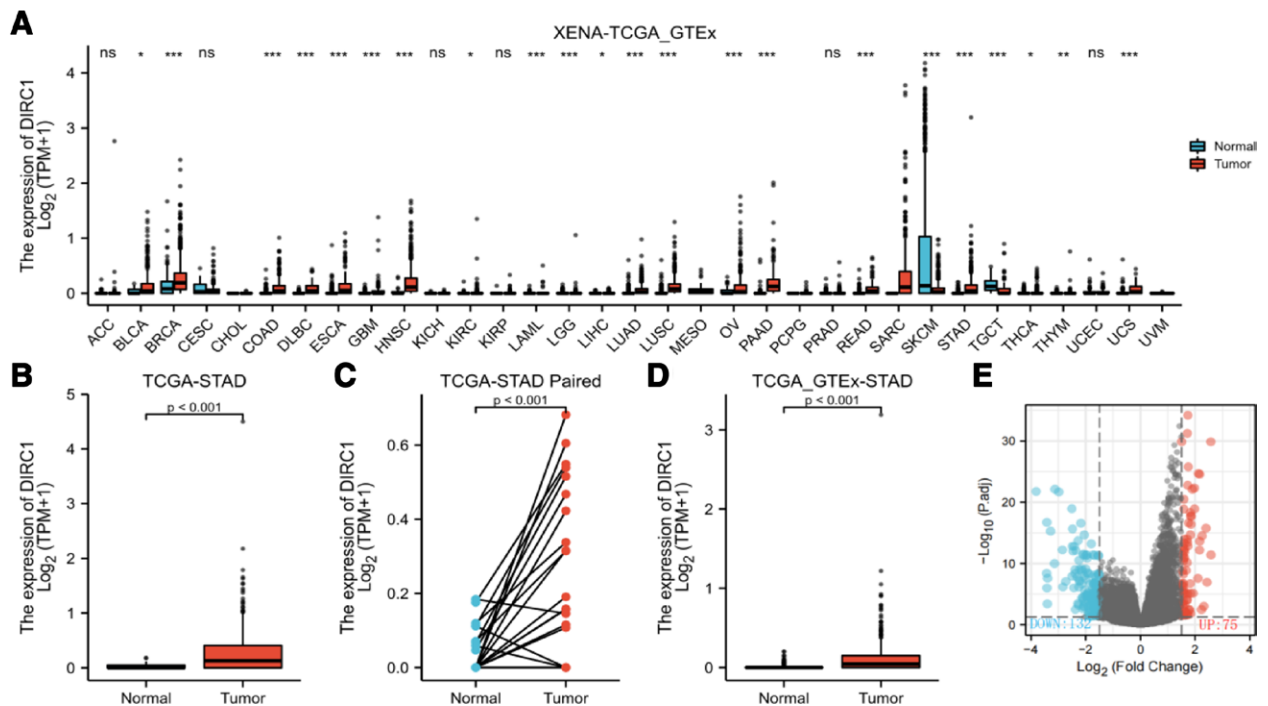 A
XENA-TCGA_GTEx
ns * *** ns *** *** *** *** *** ns * ns *** *** * *** *** *** *** ns *** *** *** *** * ** ns ***
The expression of DIRC1
Log2 (TPM+1)
4
3
2
1
0
Normal
Tumor
ACC BLCA BRCA CESC CHOL COAD DLBC ESCA GBM HNSC KICH KIRC KIRP LAML LGG LIHC LUAD LUSC MESO OV PAAD PCPG PRAD READ SARC SKCM STAD TGCT THCA THYM UCEC UCS UVM
B
TCGA-STAD
p < 0.001
The expression of DIRC1
Log2 (TPM+1)
5
4
3
2
1
0
Normal Tumor
C
TCGA-STAD Paired
p < 0.001
The expression of DIRC1
Log2 (TPM+1)
0.6
0.4
0.2
0.0
Normal Tumor
D
TCGA_GTEx-STAD
p < 0.001
The expression of DIRC1
Log2 (TPM+1)
3
2
1
0
Normal Tumor
E
−Log10 (P.adj)
30
20
10
0
DOWN:132 UP:75
−4 −2 0 2 4
Log2 (Fold Change)